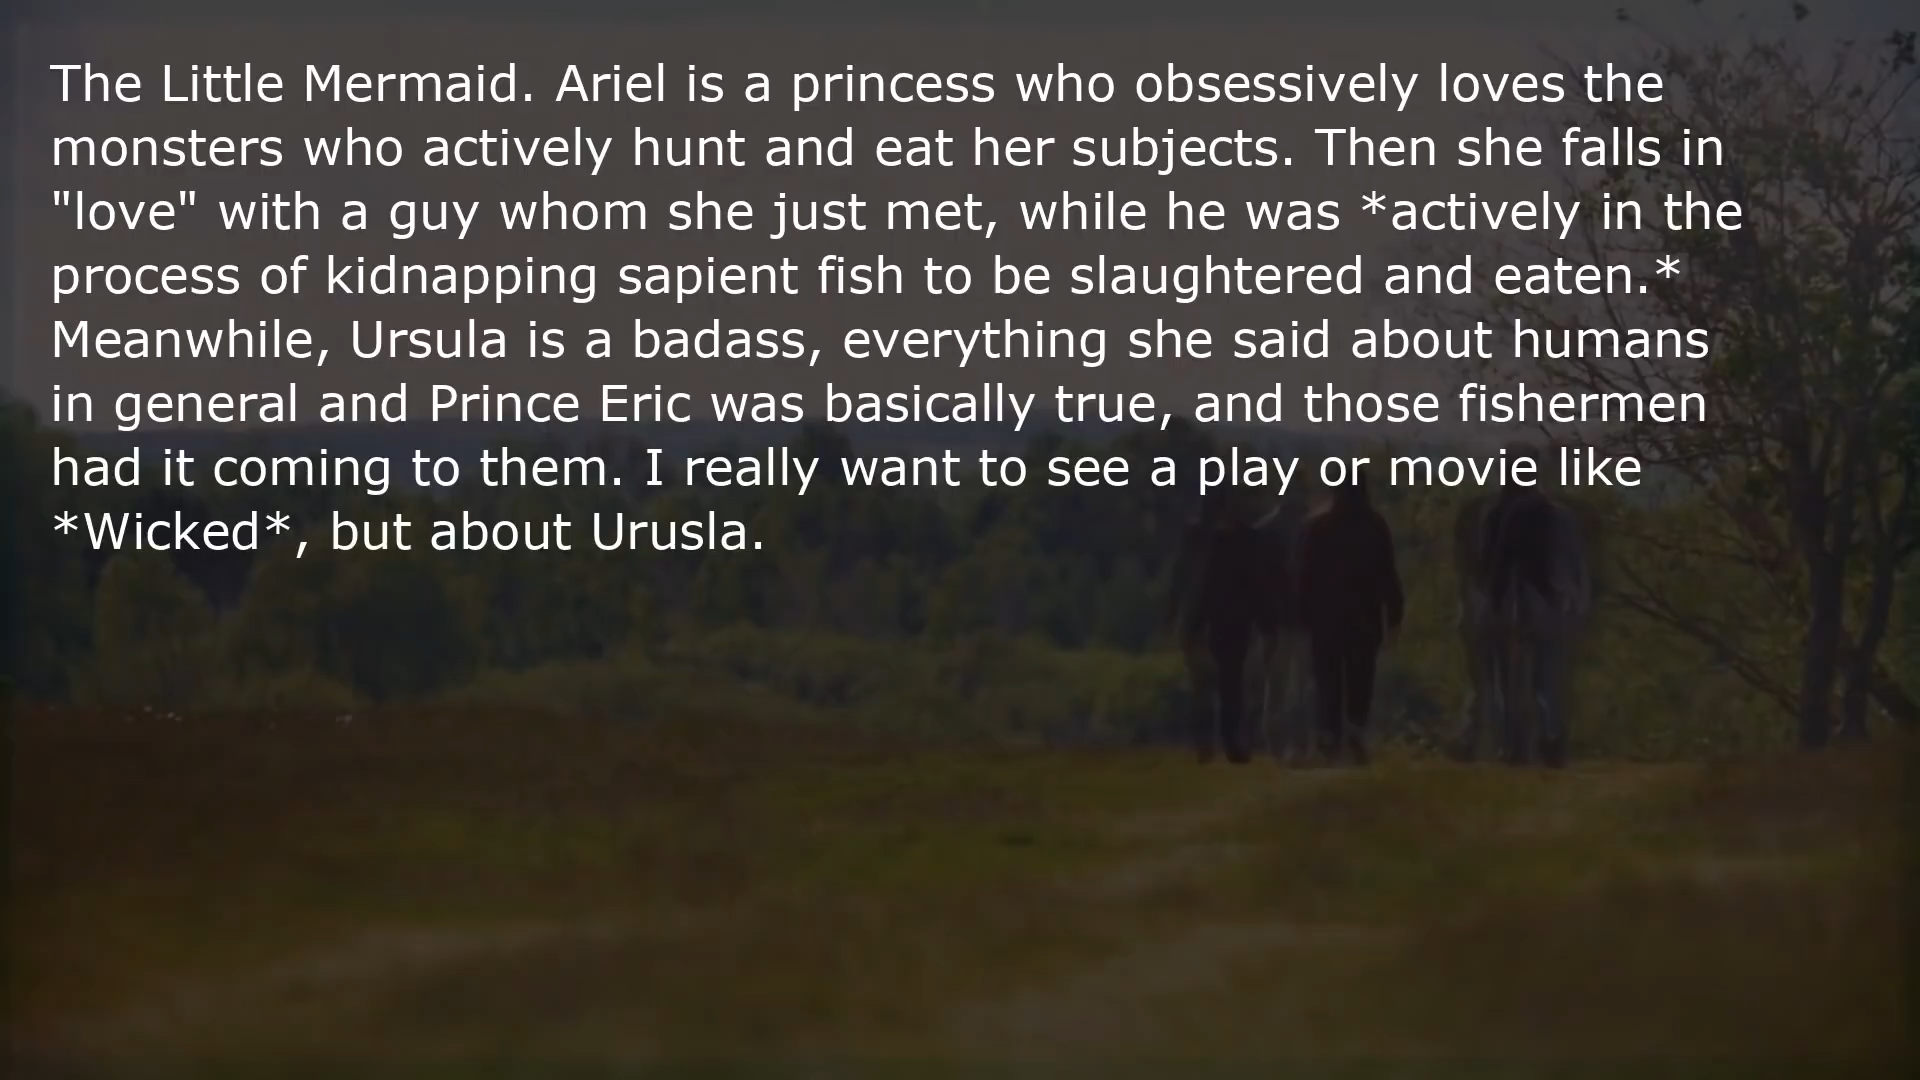 The Little Mermaid. Ariel is a princess who obsessively loves the
monsters who actively hunt and eat her subjects. Then she falls in
"love" with a guy whom she just met, while he was *actively in the
process of kidnapping sapient fish to be slaughtered and eaten.*
Meanwhile, Ursula is a badass, everything she said about humans
in general and Prince Eric was basically true, and those fishermen
had it coming to them. I really want to see a play or movie like
*Wicked*, but about Urusla.